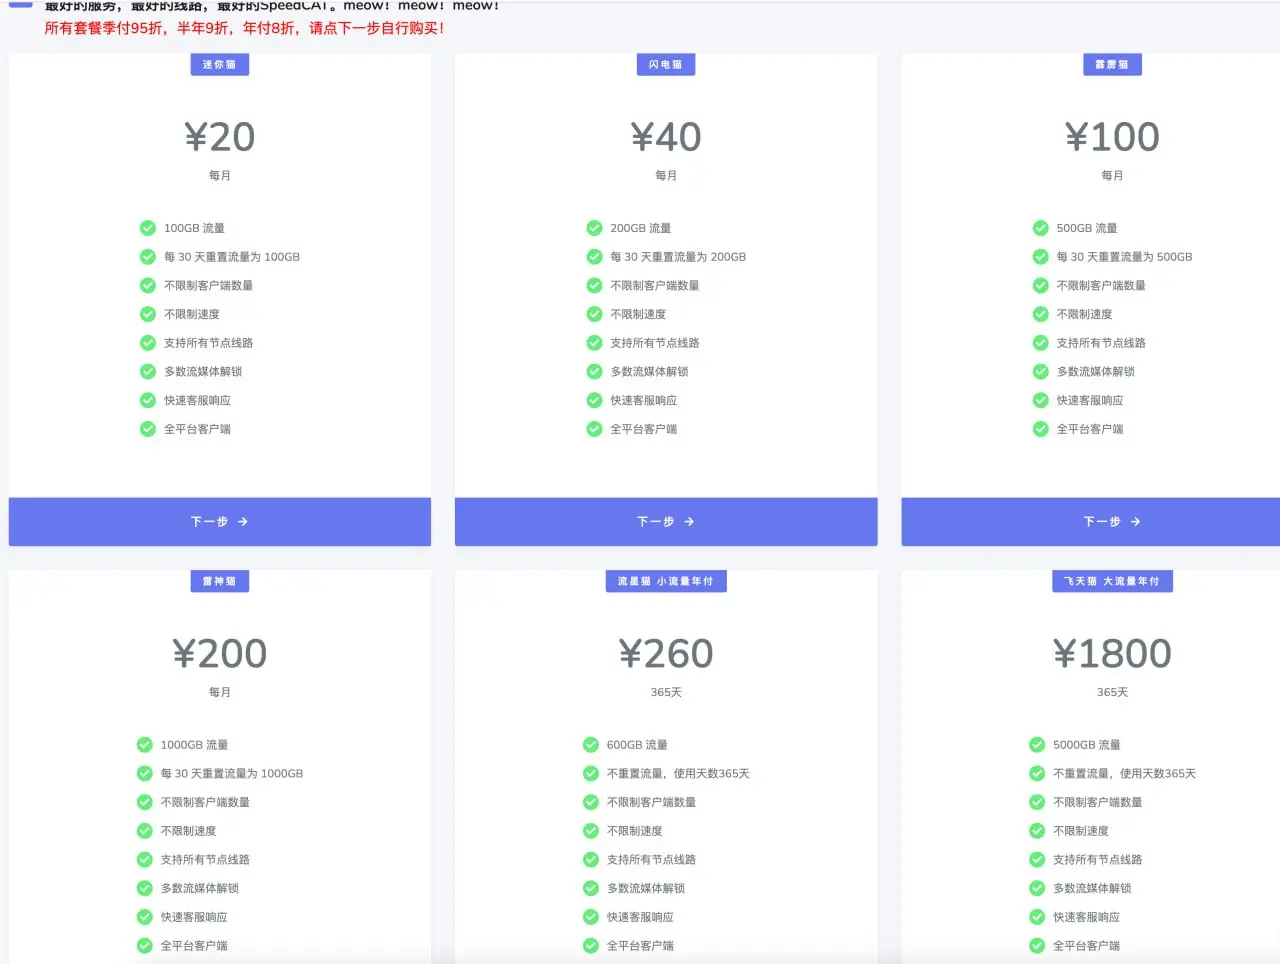 最好的服务，最好的线路，最好的SpeedCAT。meow！meow！meow！
所有套餐季付95折，半年9折，年付8折，请点下一步自行购买！
迷你猫
¥20
每月
100GB 流量
每 30 天重置流量为 100GB
不限制客户端数量
不限制速度
支持所有节点线路
多数流媒体解锁
快速客服响应
全平台客户端
下一步 →
闪电猫
¥40
每月
200GB 流量
每 30 天重置流量为 200GB
不限制客户端数量
不限制速度
支持所有节点线路
多数流媒体解锁
快速客服响应
全平台客户端
下一步 →
霹雳猫
¥100
每月
500GB 流量
每 30 天重置流量为 500GB
不限制客户端数量
不限制速度
支持所有节点线路
多数流媒体解锁
快速客服响应
全平台客户端
下一步 →
雷神猫
¥200
每月
1000GB 流量
每 30 天重置流量为 1000GB
不限制客户端数量
不限制速度
支持所有节点线路
多数流媒体解锁
快速客服响应
全平台客户端
流星猫 小流量年付
¥260
365天
600GB 流量
不重置流量，使用天数365天
不限制客户端数量
不限制速度
支持所有节点线路
多数流媒体解锁
快速客服响应
全平台客户端
飞天猫 大流量年付
¥1800
365天
5000GB 流量
不重置流量，使用天数365天
不限制客户端数量
不限制速度
支持所有节点线路
多数流媒体解锁
快速客服响应
全平台客户端